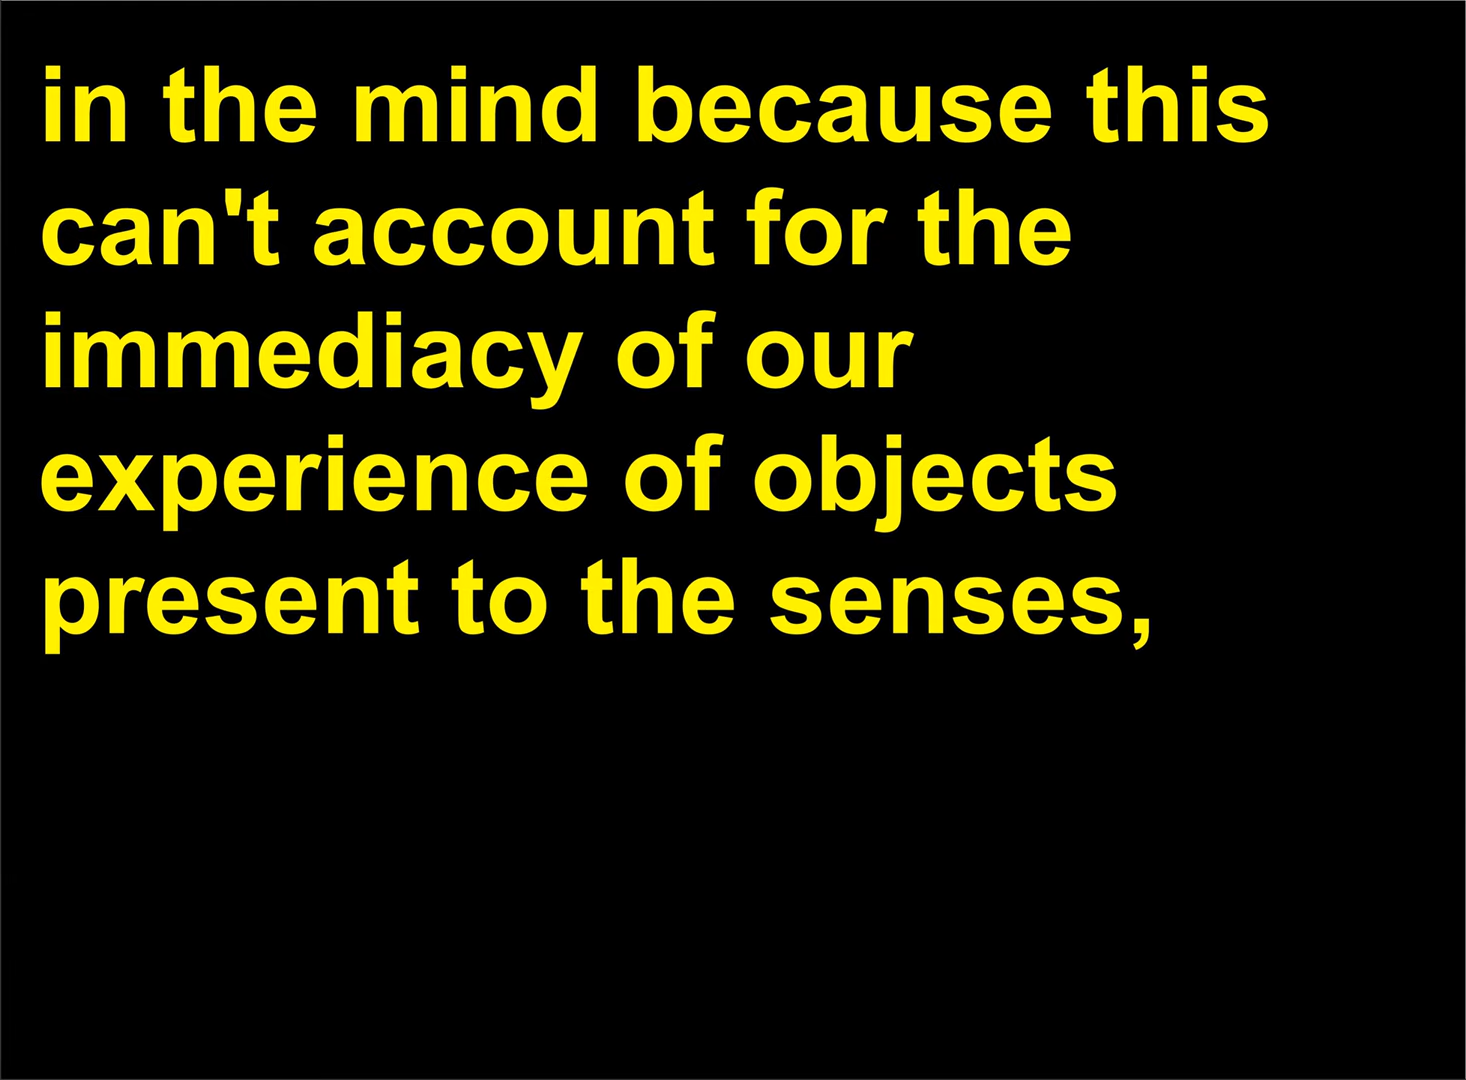 in the mind because this
can't account for the
immediacy of our
experience of objects
present to the senses,